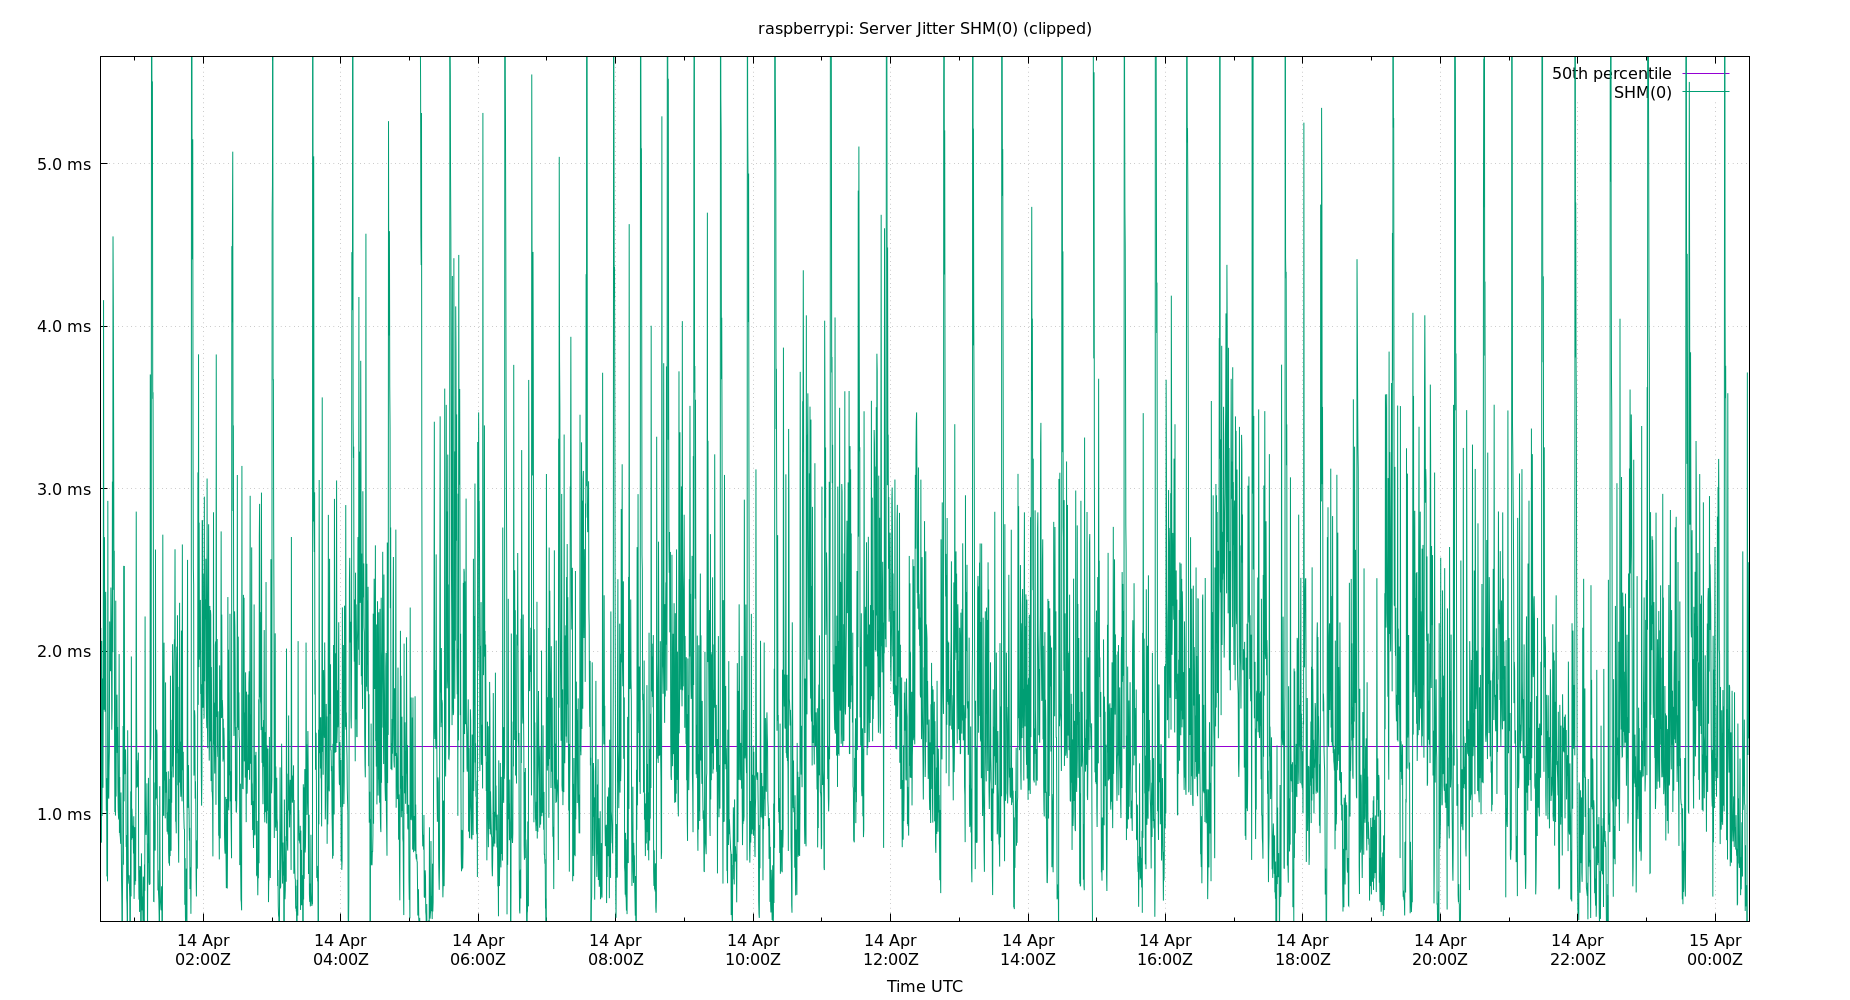 raspberrypi: Server Jitter SHM(0) (clipped)
50th percentile
SHM(0)
5.0 ms
4.0 ms
3.0 ms
2.0 ms
1.0 ms
14 Apr 14 Apr 14 Apr 14 Apr 14 Apr 14 Apr 14 Apr 14 Apr 14 Apr 14 Apr 14 Apr 15 Apr
02:00Z 04:00Z 06:00Z 08:00Z 10:00Z 12:00Z 14:00Z 16:00Z 18:00Z 20:00Z 22:00Z 00:00Z
Time UTC